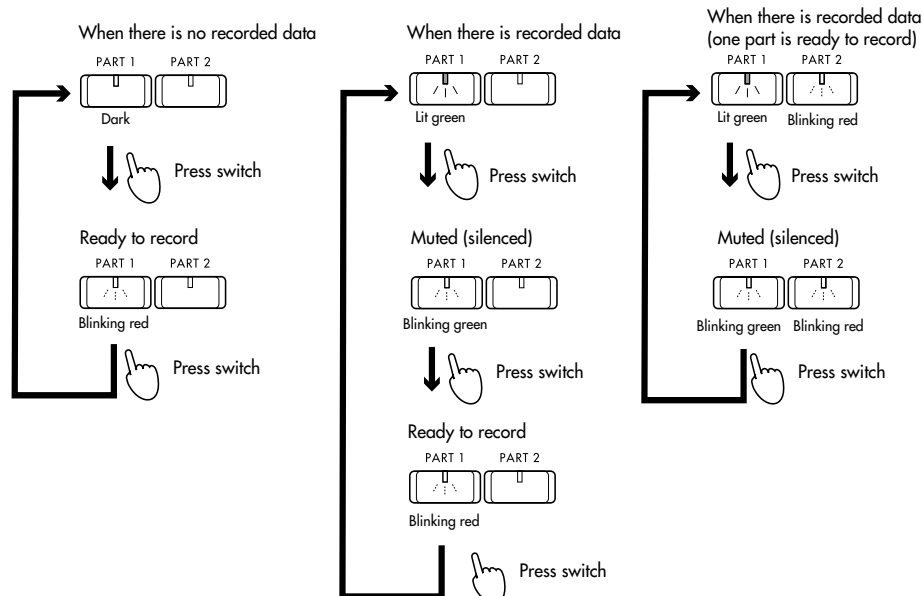 When there is no recorded data
PART 1 PART 2
Dark
Press switch
Ready to record
PART 1 PART 2
Blinking red
Press switch
When there is recorded data
PART 1 PART 2
Lit green
Press switch
Muted (silenced)
PART 1 PART 2
Blinking green
Press switch
Ready to record
PART 1 PART 2
Blinking red
Press switch
When there is recorded data
(one part is ready to record)
PART 1 PART 2
Lit green Blinking red
Press switch
Muted (silenced)
PART 1 PART 2
Blinking green Blinking red
Press switch